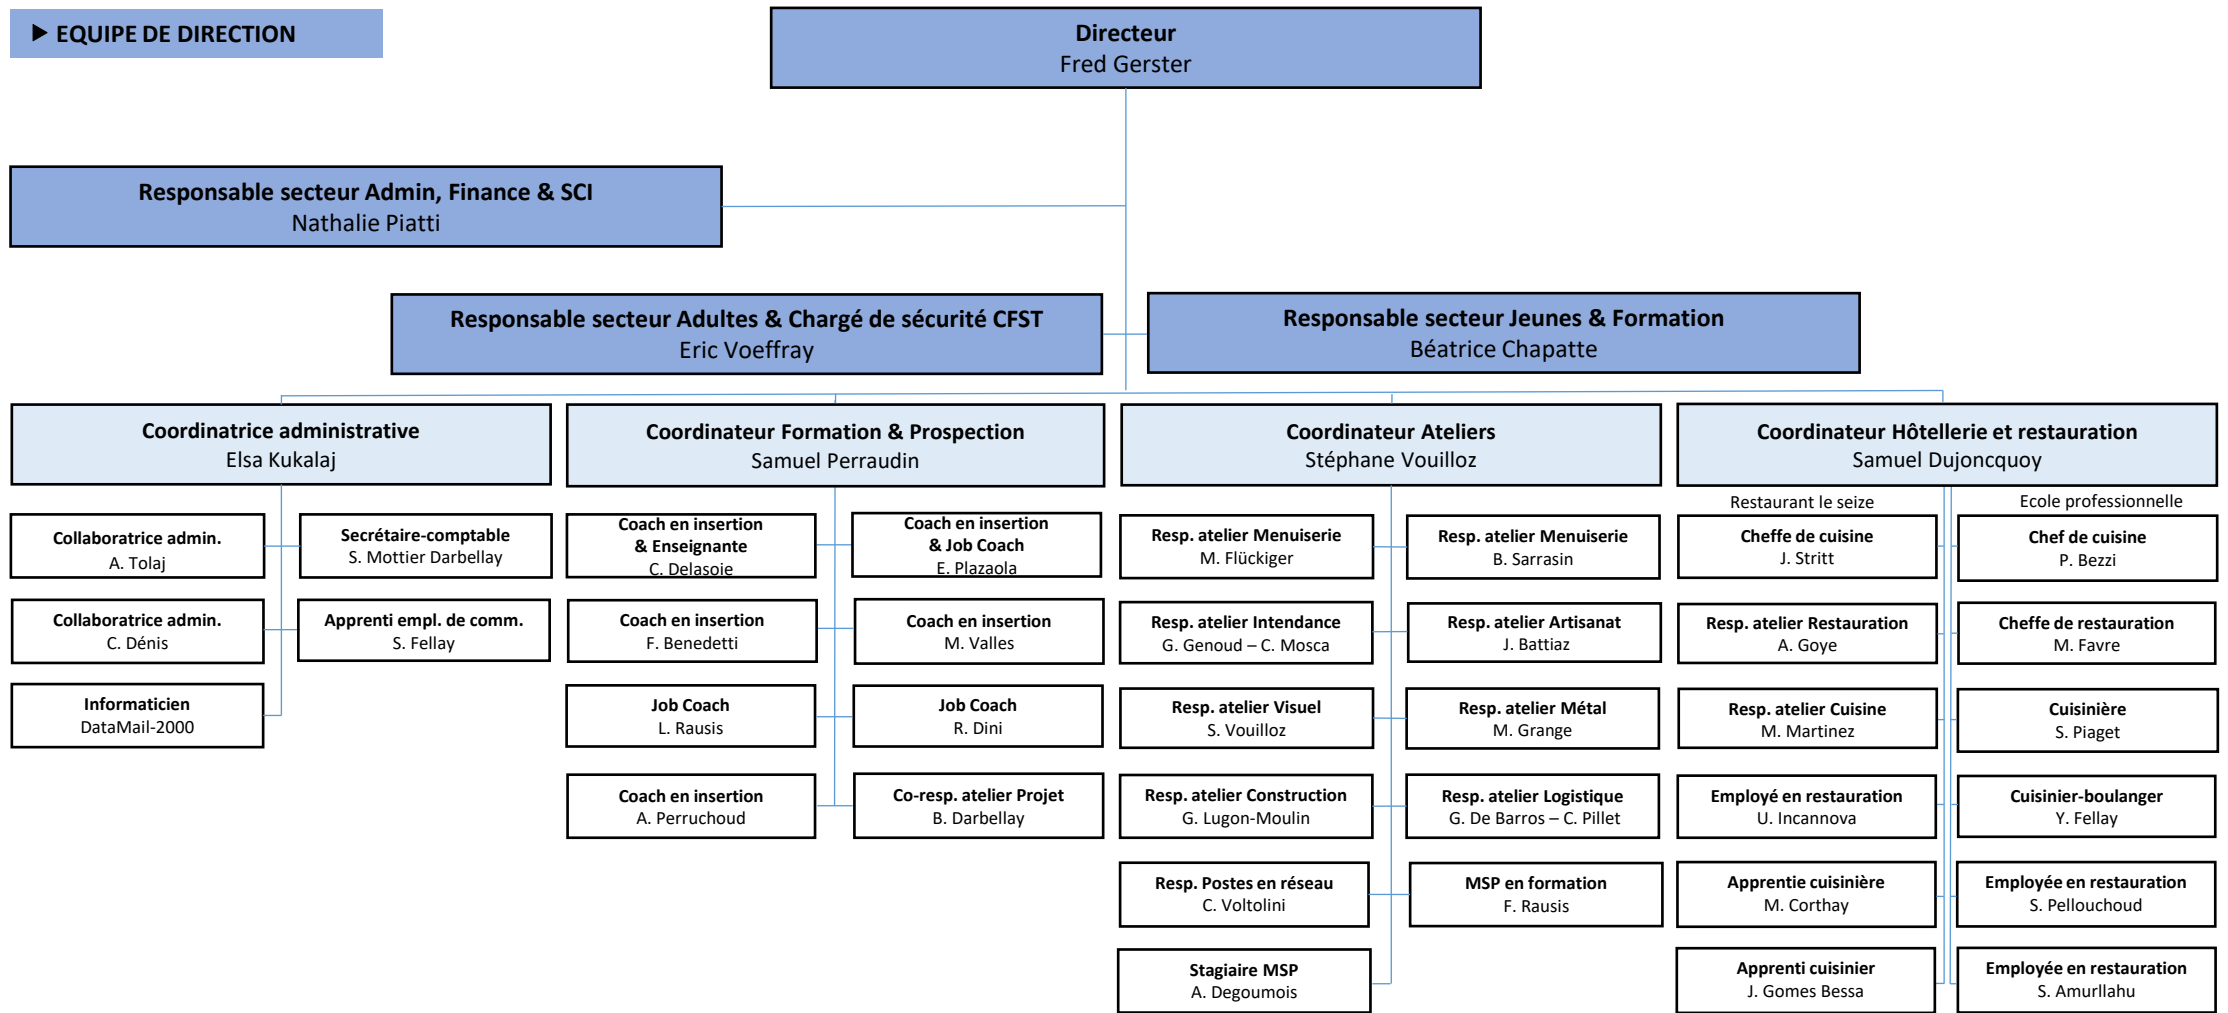 ► EQUIPE DE DIRECTION
Directeur
Fred Gerster
Responsable secteur Admin, Finance & SCI
Nathalie Piatti
Responsable secteur Adultes & Chargé de sécurité CFST
Eric Voeffray
Responsable secteur Jeunes & Formation
Béatrice Chapatte
Coordinatrice administrative
Elsa Kukalaj
Collaboratrice admin.
A. Tolaj
Secrétaire-comptable
S. Mottier Darbellay
Collaboratrice admin.
C. Dénis
Apprenti empl. de comm.
S. Fellay
Informaticien
DataMail-2000
Coordinateur Formation & Prospection
Samuel Perraudin
Coach en insertion
& Enseignante
C. Delasoie
Coach en insertion
& Job Coach
E. Plazaola
Coach en insertion
F. Benedetti
Coach en insertion
M. Valles
Job Coach
L. Rausis
Job Coach
R. Dini
Coach en insertion
A. Perruchoud
Co-resp. atelier Projet
B. Darbellay
Coordinateur Ateliers
Stéphane Vouilloz
Resp. atelier Menuiserie
M. Flückiger
Resp. atelier Menuiserie
B. Sarrasin
Resp. atelier Intendance
G. Genoud – C. Mosca
Resp. atelier Artisanat
J. Battiaz
Resp. atelier Visuel
S. Vouilloz
Resp. atelier Métal
M. Grange
Resp. atelier Construction
G. Lugon-Moulin
Resp. atelier Logistique
G. De Barros – C. Pillet
Resp. Postes en réseau
C. Voltolini
MSP en formation
F. Rausis
Stagiaire MSP
A. Degoumois
Coordinateur Hôtellerie et restauration
Samuel Dujoncquoy
Restaurant le seize
Ecole professionnelle
Cheffe de cuisine
J. Stritt
Chef de cuisine
P. Bezzi
Resp. atelier Restauration
A. Goye
Cheffe de restauration
M. Favre
Resp. atelier Cuisine
M. Martinez
Cuisinière
S. Piaget
Employé en restauration
U. Incannova
Cuisinier-boulanger
Y. Fellay
Apprentie cuisinière
M. Corthay
Employée en restauration
S. Pellouchoud
Apprenti cuisinier
J. Gomes Bessa
Employée en restauration
S. Amurllahu